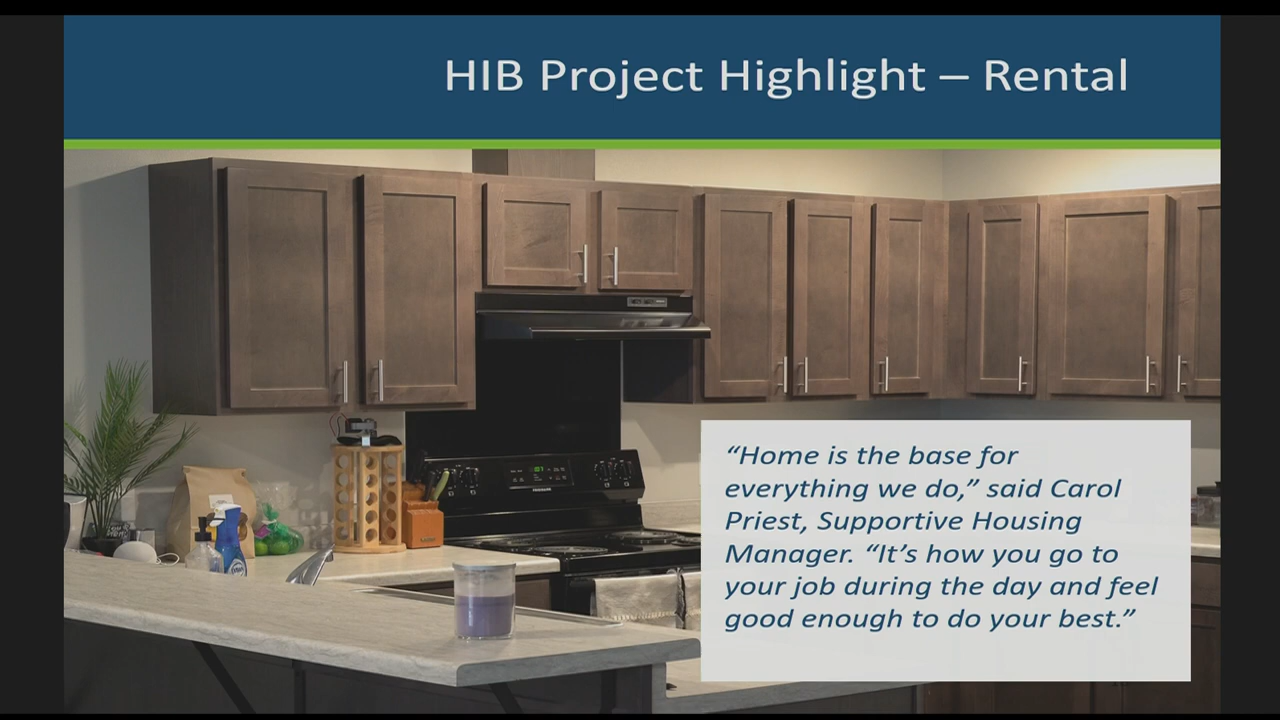 HIB Project Highlight – Rental
“Home is the base for
everything we do,” said Carol
Priest, Supportive Housing
Manager. “It’s how you go to
your job during the day and feel
good enough to do your best.”